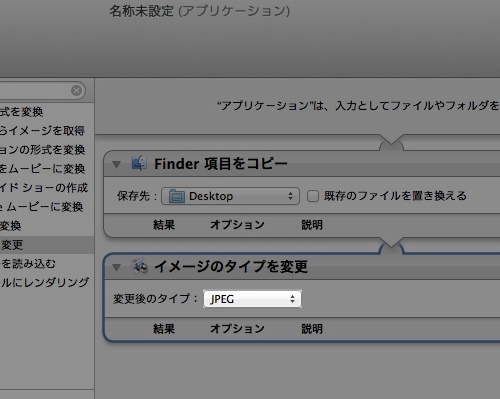 名称未設定 (アプリケーション)
式を変換
らイメージを取得
ションの形式を変換
をムービーに変換
イド ショーの作成
e ムービーに変換
変換
変更
を読み込む
ルにレンダリング
“アプリケーション”は、入力としてファイルやフォルダを
Finder 項目をコピー
保存先： Desktop 既存のファイルを置き換える
結果 オプション 説明
イメージのタイプを変更
変更後のタイプ： JPEG
結果 オプション 説明